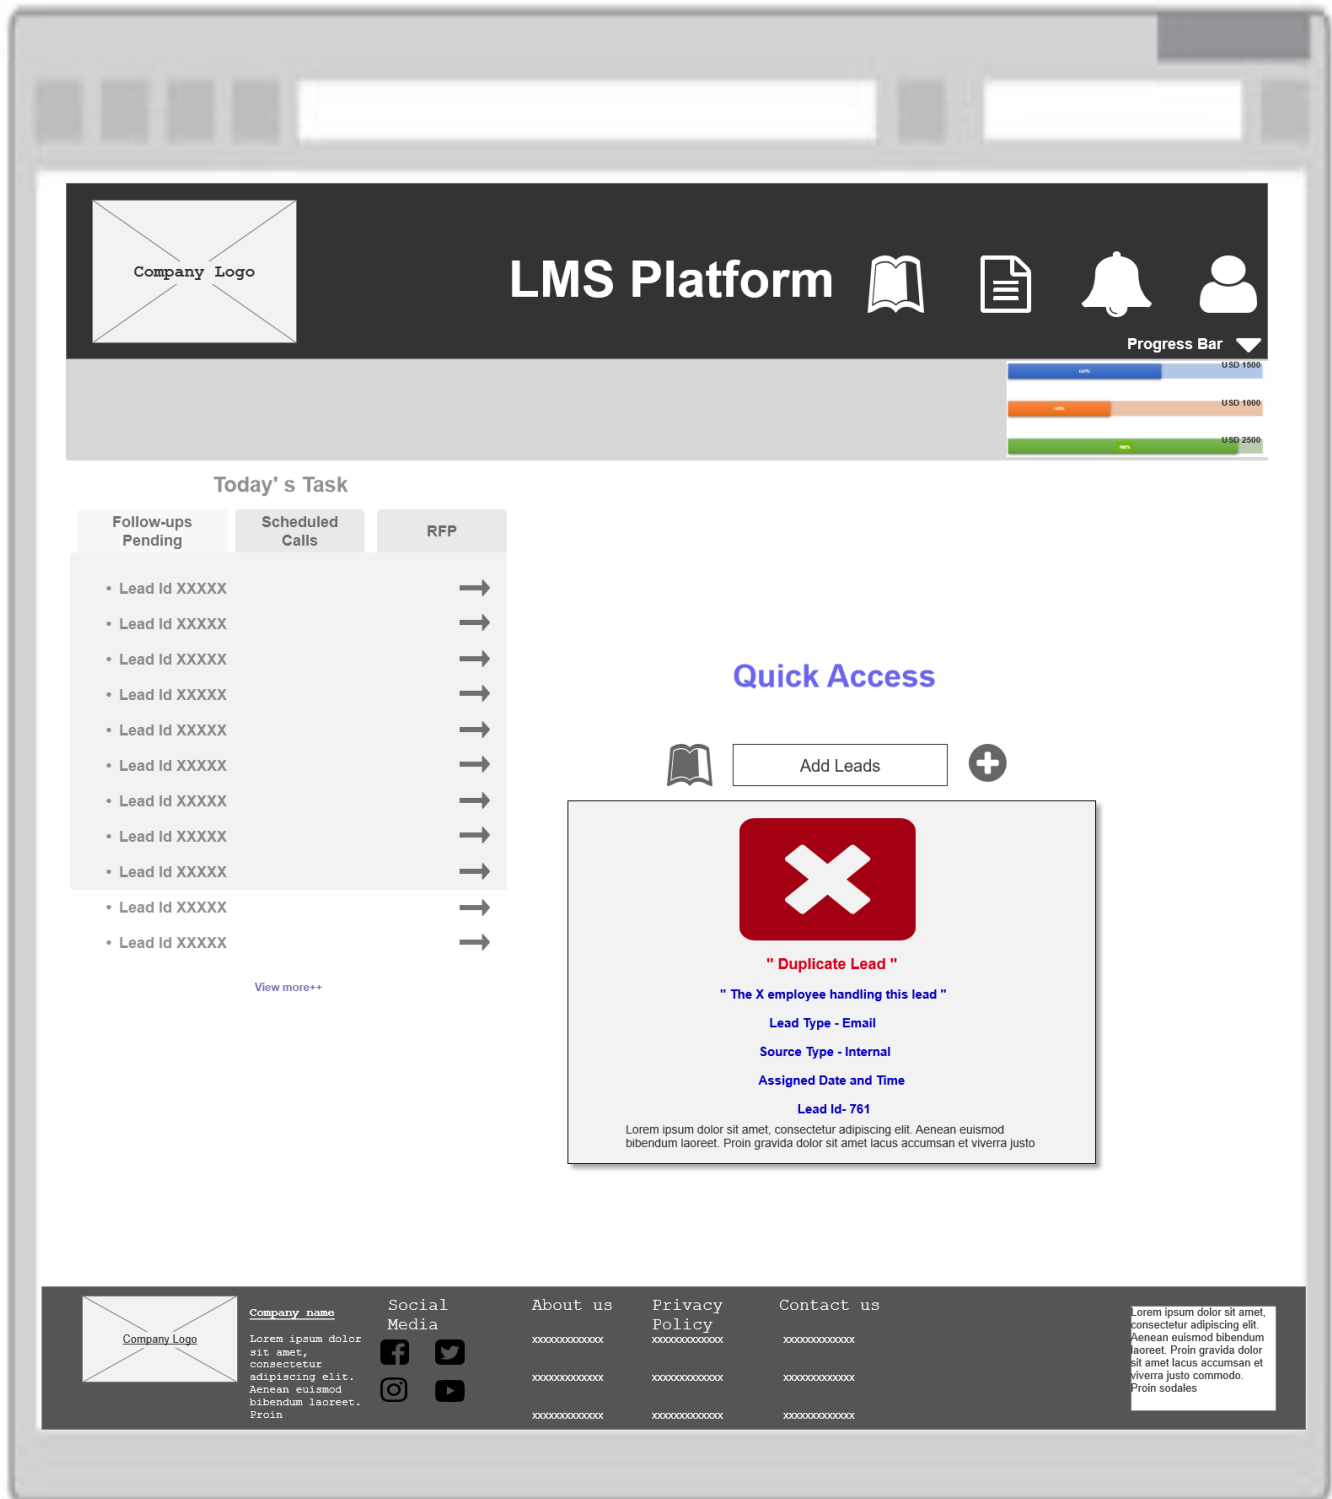 Company Logo
LMS Platform
Progress Bar
USD 1500
60%
USD 1000
USD 2500
90%
Today' s Task
Follow-ups
Pending
Scheduled
Calls
RFP
• Lead Id XXXXX
• Lead Id XXXXX
• Lead Id XXXXX
• Lead Id XXXXX
• Lead Id XXXXX
• Lead Id XXXXX
• Lead Id XXXXX
• Lead Id XXXXX
• Lead Id XXXXX
• Lead Id XXXXX
• Lead Id XXXXX
View more++
Quick Access
Add Leads
" Duplicate Lead "
" The X employee handling this lead "
Lead Type - Email
Source Type - Internal
Assigned Date and Time
Lead Id- 761
Lorem ipsum dolor sit amet, consectetur adipiscing elit. Aenean euismod
bibendum laoreet. Proin gravida dolor sit amet lacus accumsan et viverra justo
Company Logo
Company name
Lorem ipsum dolor
sit amet,
consectetur
adipiscing elit.
Aenean euismod
bibendum laoreet.
Proin
Social
Media
About us
xxxxxxxxxxxxx
xxxxxxxxxxxxx
xxxxxxxxxxxxx
Privacy
Policy
xxxxxxxxxxxxx
xxxxxxxxxxxxx
xxxxxxxxxxxxx
Contact us
xxxxxxxxxxxxx
xxxxxxxxxxxxx
xxxxxxxxxxxxx
Lorem ipsum dolor sit amet,
consectetur adipiscing elit.
Aenean euismod bibendum
laoreet. Proin gravida dolor
sit amet lacus accumsan et
viverra justo commodo.
Proin sodales